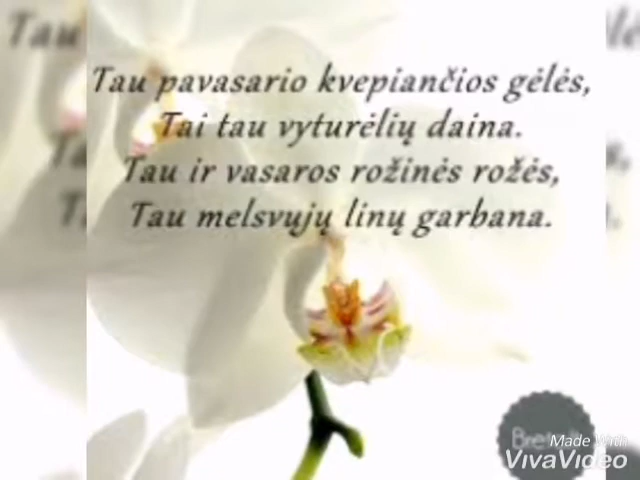 Tau pavasario kvepiančios gėlės,
Tai tau vyturėlių daina.
Tau ir vasaros rožinės rožės,
Tau melsvųjų linų garbana.
Made With
VivaVideo